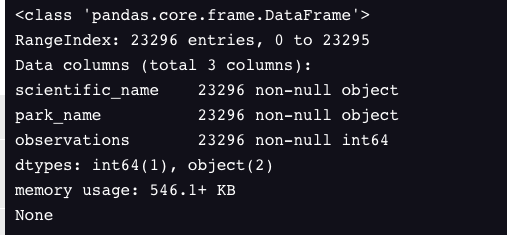 <class 'pandas.core.frame.DataFrame'>
RangeIndex: 23296 entries, 0 to 23295
Data columns (total 3 columns):
scientific_name    23296 non-null object
park_name          23296 non-null object
observations       23296 non-null int64
dtypes: int64(1), object(2)
memory usage: 546.1+ KB
None